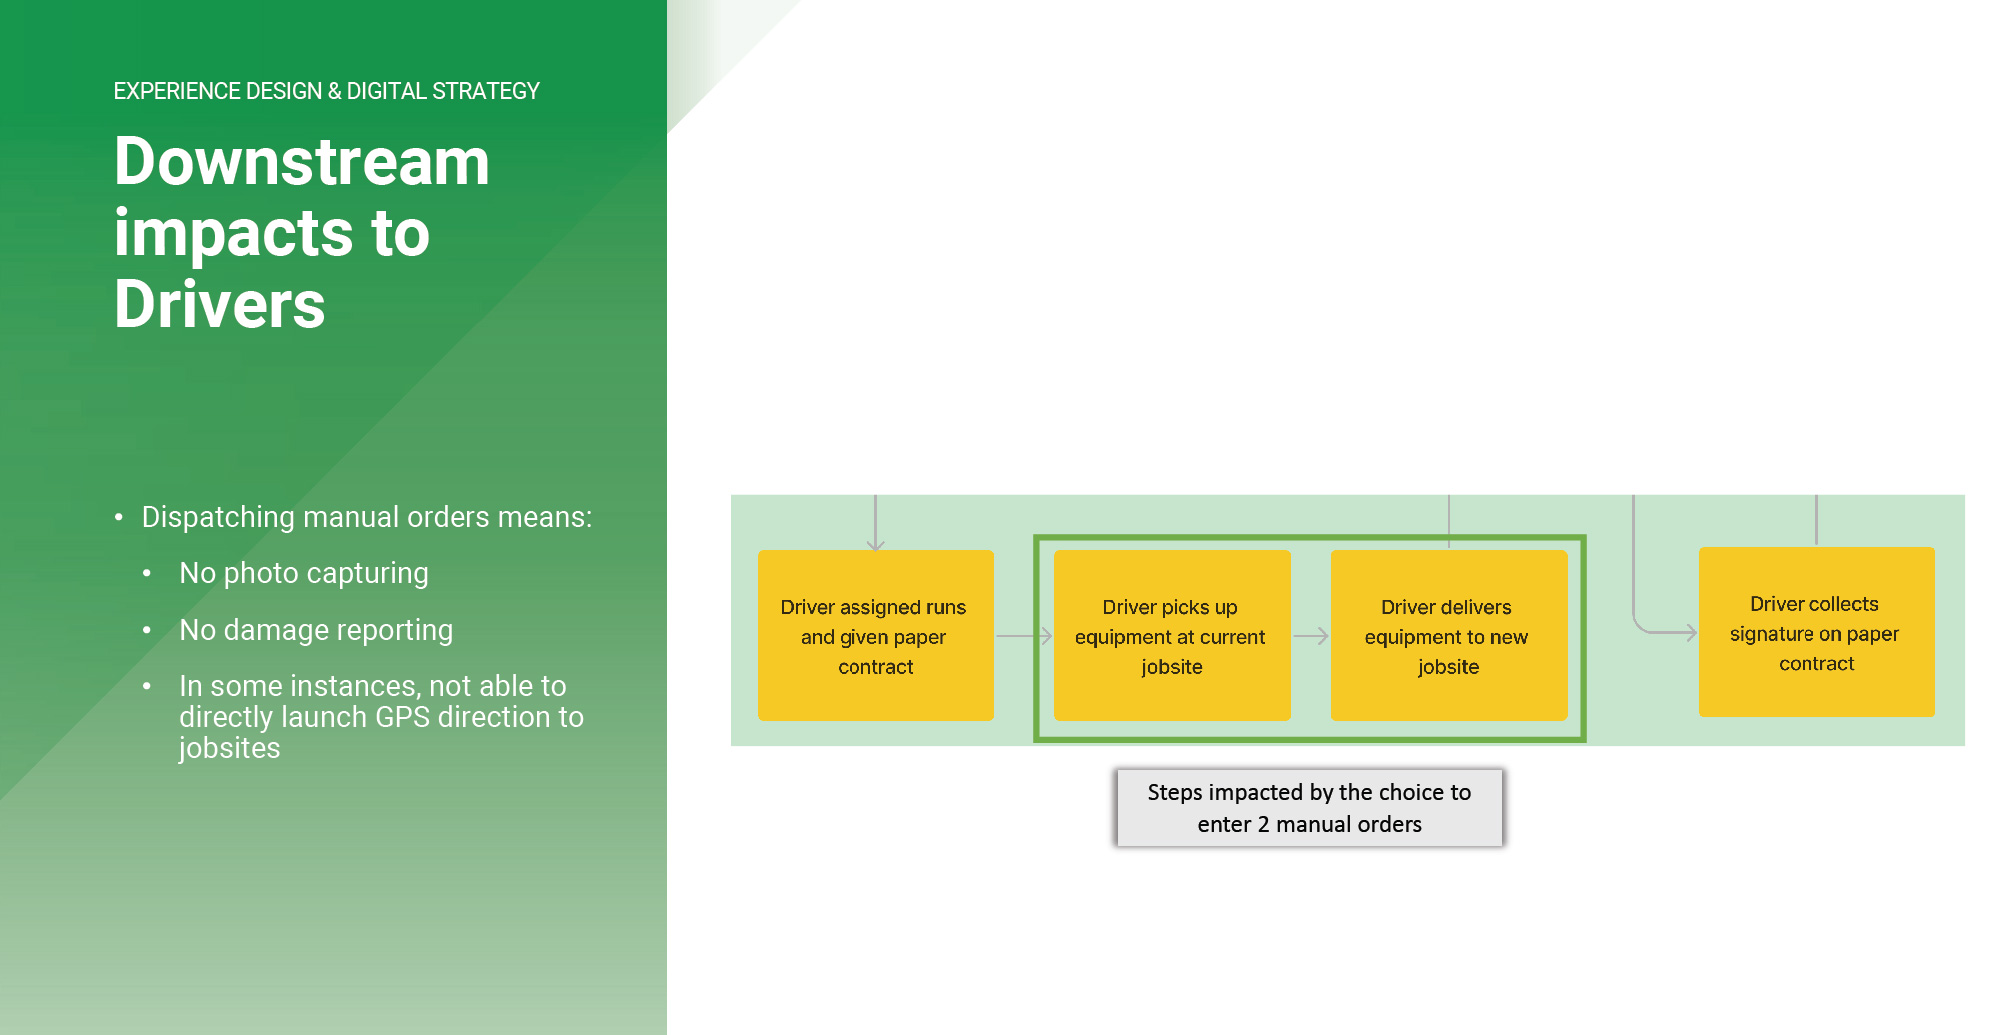 EXPERIENCE DESIGN & DIGITAL STRATEGY
Downstream
impacts to
Drivers
• Dispatching manual orders means:
• No photo capturing
• No damage reporting
• In some instances, not able to
directly launch GPS direction to
jobsites
Driver assigned runs
and given paper
contract
Driver picks up
equipment at current
jobsite
Driver delivers
equipment to new
jobsite
Driver collects
signature on paper
contract
Steps impacted by the choice to
enter 2 manual orders